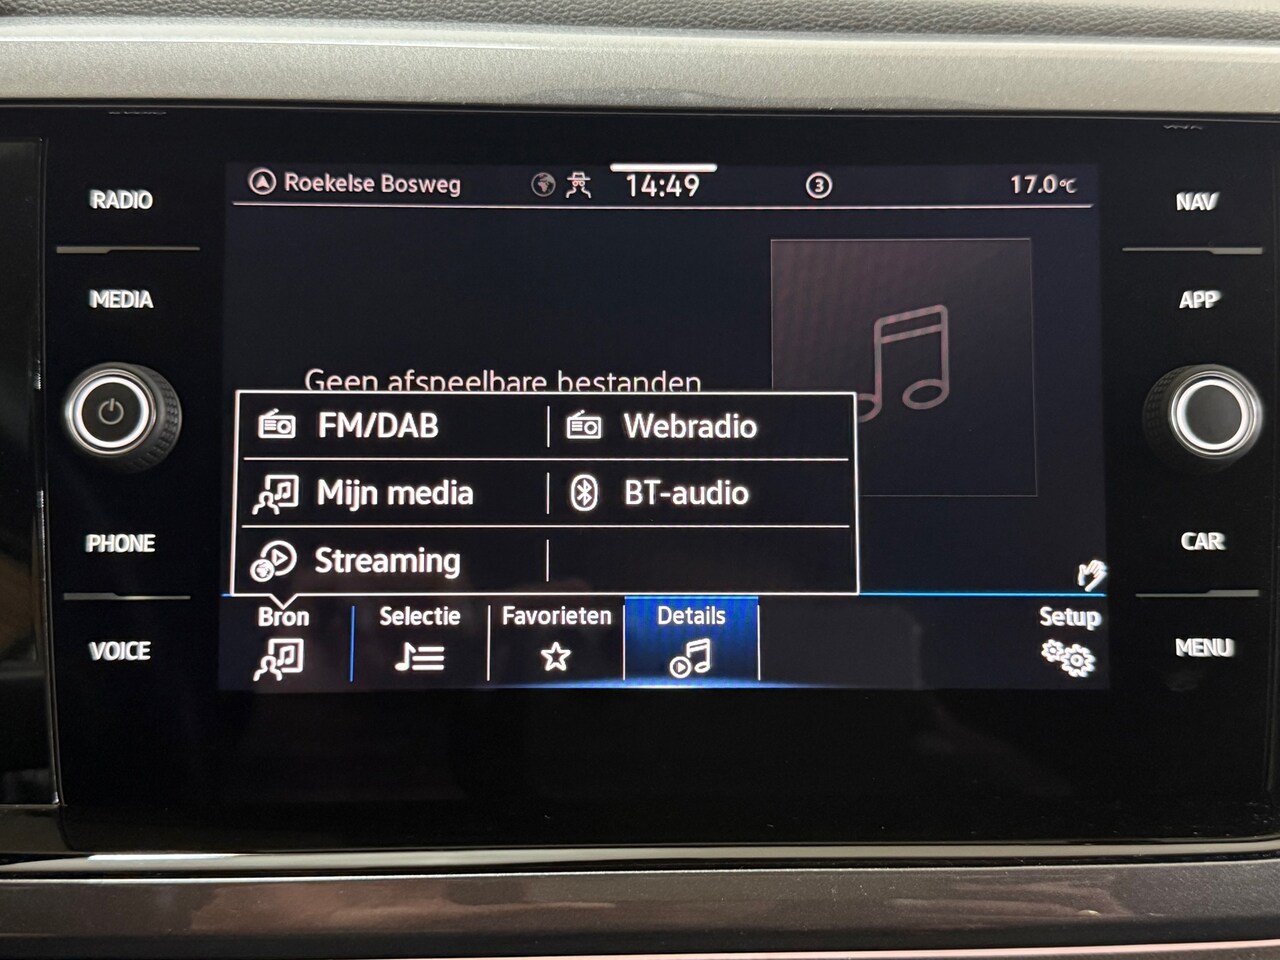 RADIO
MEDIA
PHONE
VOICE
Roekelse Bosweg
14:49
3
17.0°C
Geen afspeelbare bestanden
FM/DAB
Webradio
Mijn media
BT-audio
Streaming
Bron
Selectie
Favorieten
Details
Setup
NAV
APP
CAR
MENU